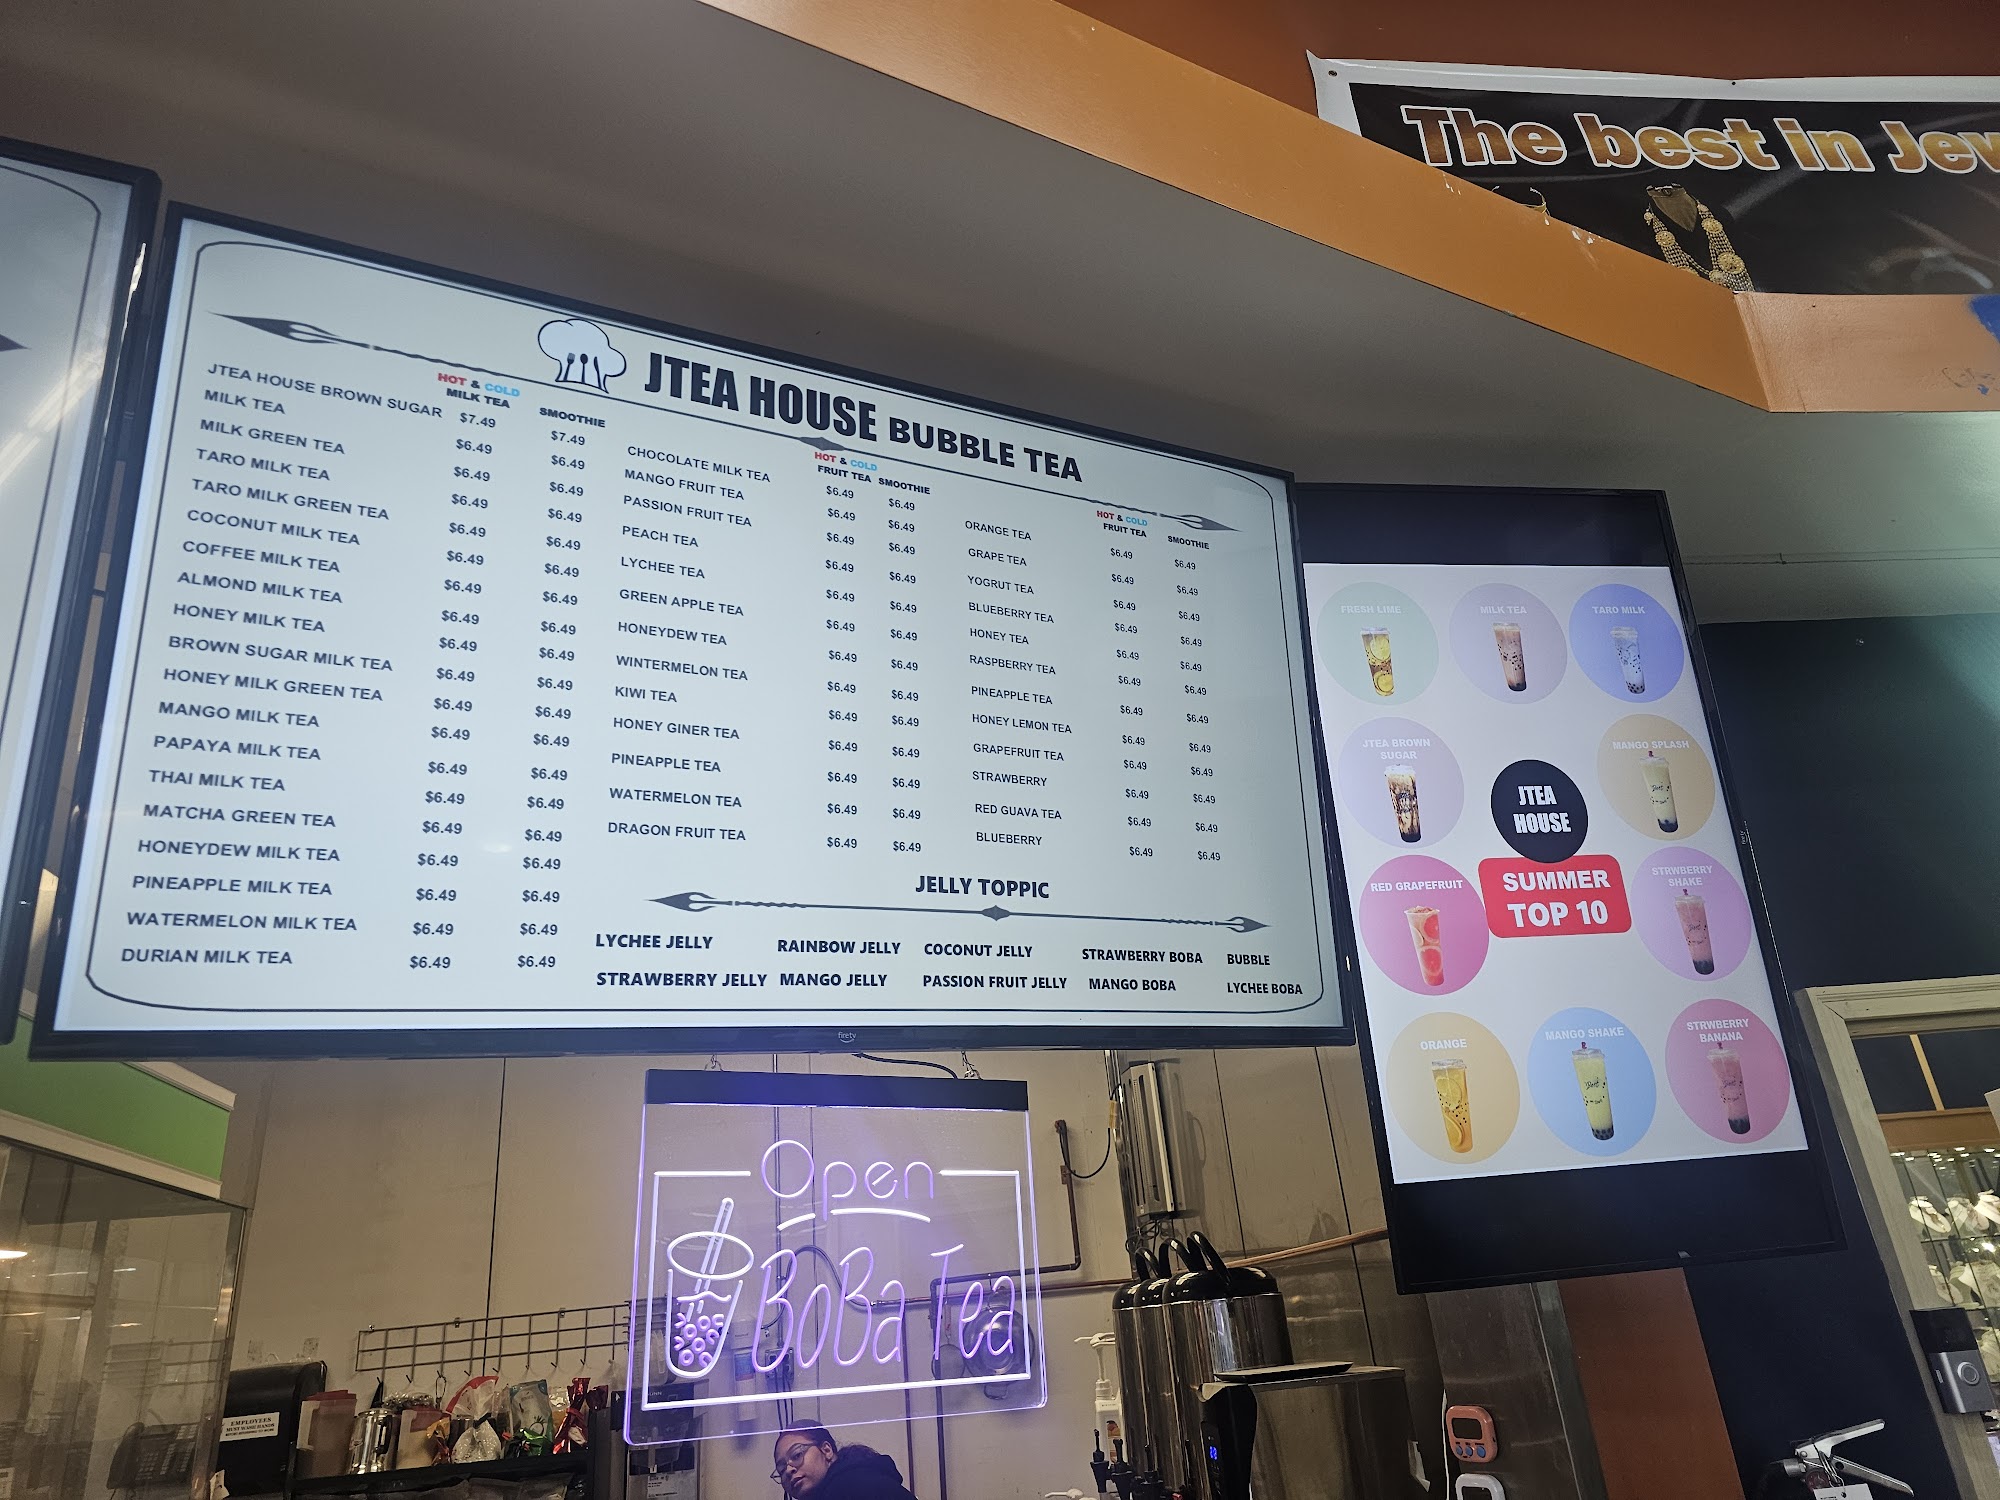 The best in Jew
JTEA HOUSE BUBBLE TEA
HOT & COLD
MILK TEA SMOOTHIE
JTEA HOUSE BROWN SUGAR $7.49 $7.49
MILK TEA $6.49 $6.49
MILK GREEN TEA $6.49 $6.49
TARO MILK TEA $6.49 $6.49
TARO MILK GREEN TEA $6.49 $6.49
COCONUT MILK TEA $6.49 $6.49
COFFEE MILK TEA $6.49 $6.49
ALMOND MILK TEA $6.49 $6.49
HONEY MILK TEA $6.49 $6.49
BROWN SUGAR MILK TEA $6.49 $6.49
HONEY MILK GREEN TEA $6.49 $6.49
MANGO MILK TEA $6.49 $6.49
PAPAYA MILK TEA $6.49 $6.49
THAI MILK TEA $6.49 $6.49
MATCHA GREEN TEA $6.49 $6.49
HONEYDEW MILK TEA $6.49 $6.49
PINEAPPLE MILK TEA $6.49 $6.49
WATERMELON MILK TEA $6.49 $6.49
DURIAN MILK TEA $6.49 $6.49
HOT & COLD
FRUIT TEA SMOOTHIE
CHOCOLATE MILK TEA $6.49 $6.49
MANGO FRUIT TEA $6.49 $6.49
PASSION FRUIT TEA $6.49 $6.49
PEACH TEA $6.49 $6.49
LYCHEE TEA $6.49 $6.49
GREEN APPLE TEA $6.49 $6.49
HONEYDEW TEA $6.49 $6.49
WINTERMELON TEA $6.49 $6.49
KIWI TEA $6.49 $6.49
HONEY GINER TEA $6.49 $6.49
PINEAPPLE TEA $6.49 $6.49
WATERMELON TEA $6.49 $6.49
DRAGON FRUIT TEA $6.49 $6.49
HOT & COLD
FRUIT TEA SMOOTHIE
ORANGE TEA $6.49 $6.49
GRAPE TEA $6.49 $6.49
YOGRUT TEA $6.49 $6.49
BLUEBERRY TEA $6.49 $6.49
HONEY TEA $6.49 $6.49
RASPBERRY TEA $6.49 $6.49
PINEAPPLE TEA $6.49 $6.49
HONEY LEMON TEA $6.49 $6.49
GRAPEFRUIT TEA $6.49 $6.49
STRAWBERRY $6.49 $6.49
RED GUAVA TEA $6.49 $6.49
BLUEBERRY $6.49 $6.49
JELLY TOPPIC
LYCHEE JELLY RAINBOW JELLY COCONUT JELLY STRAWBERRY BOBA BUBBLE
STRAWBERRY JELLY MANGO JELLY PASSION FRUIT JELLY MANGO BOBA LYCHEE BOBA
firetv
FRESH LIME MILK TEA TARO MILK
JTEA BROWN
SUGAR
MANGO SPLASH
JTEA
HOUSE
SUMMER
TOP 10
RED GRAPEFRUIT
STRWBERRY
SHAKE
ORANGE
MANGO SHAKE
STRWBERRY
BANANA
Open
BoBa Tea
EMPLOYEES
MUST WASH HANDS